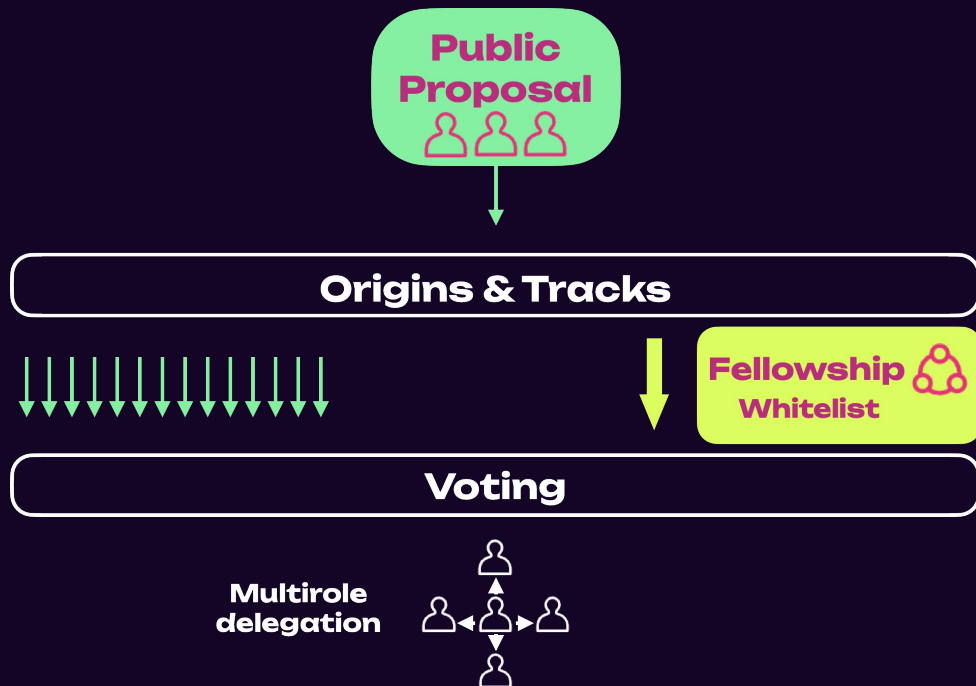 Public
Proposal
Origins & Tracks
Fellowship
Whitelist
Voting
Multirole
delegation